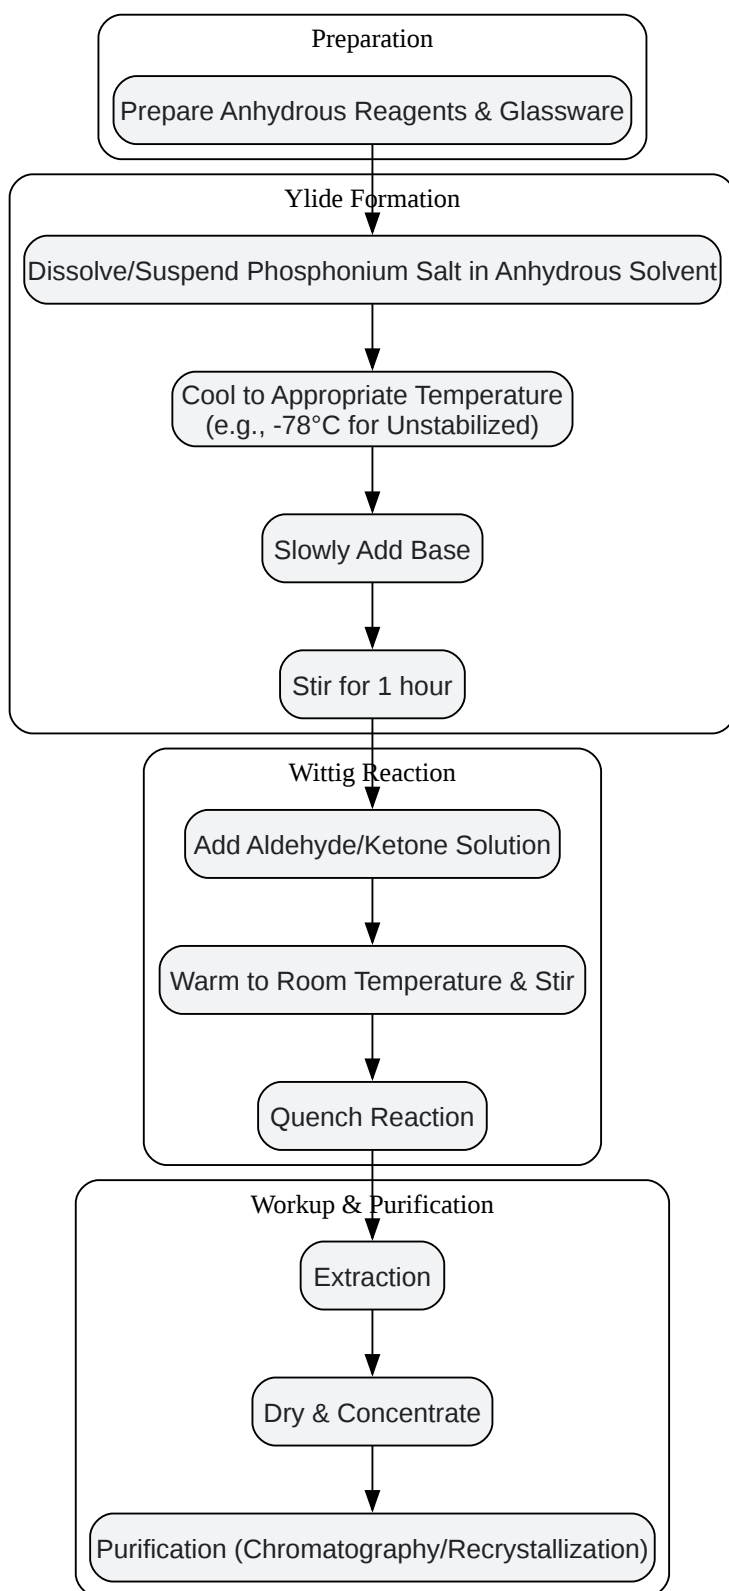 Preparation
Prepare Anhydrous Reagents & Glassware
Ylide Formation
Dissolve/Suspend Phosphonium Salt in Anhydrous Solvent
Cool to Appropriate Temperature
(e.g., -78°C for Unstabilized)
Slowly Add Base
Stir for 1 hour
Wittig Reaction
Add Aldehyde/Ketone Solution
Warm to Room Temperature & Stir
Quench Reaction
Workup & Purification
Extraction
Dry & Concentrate
Purification (Chromatography/Recrystallization)